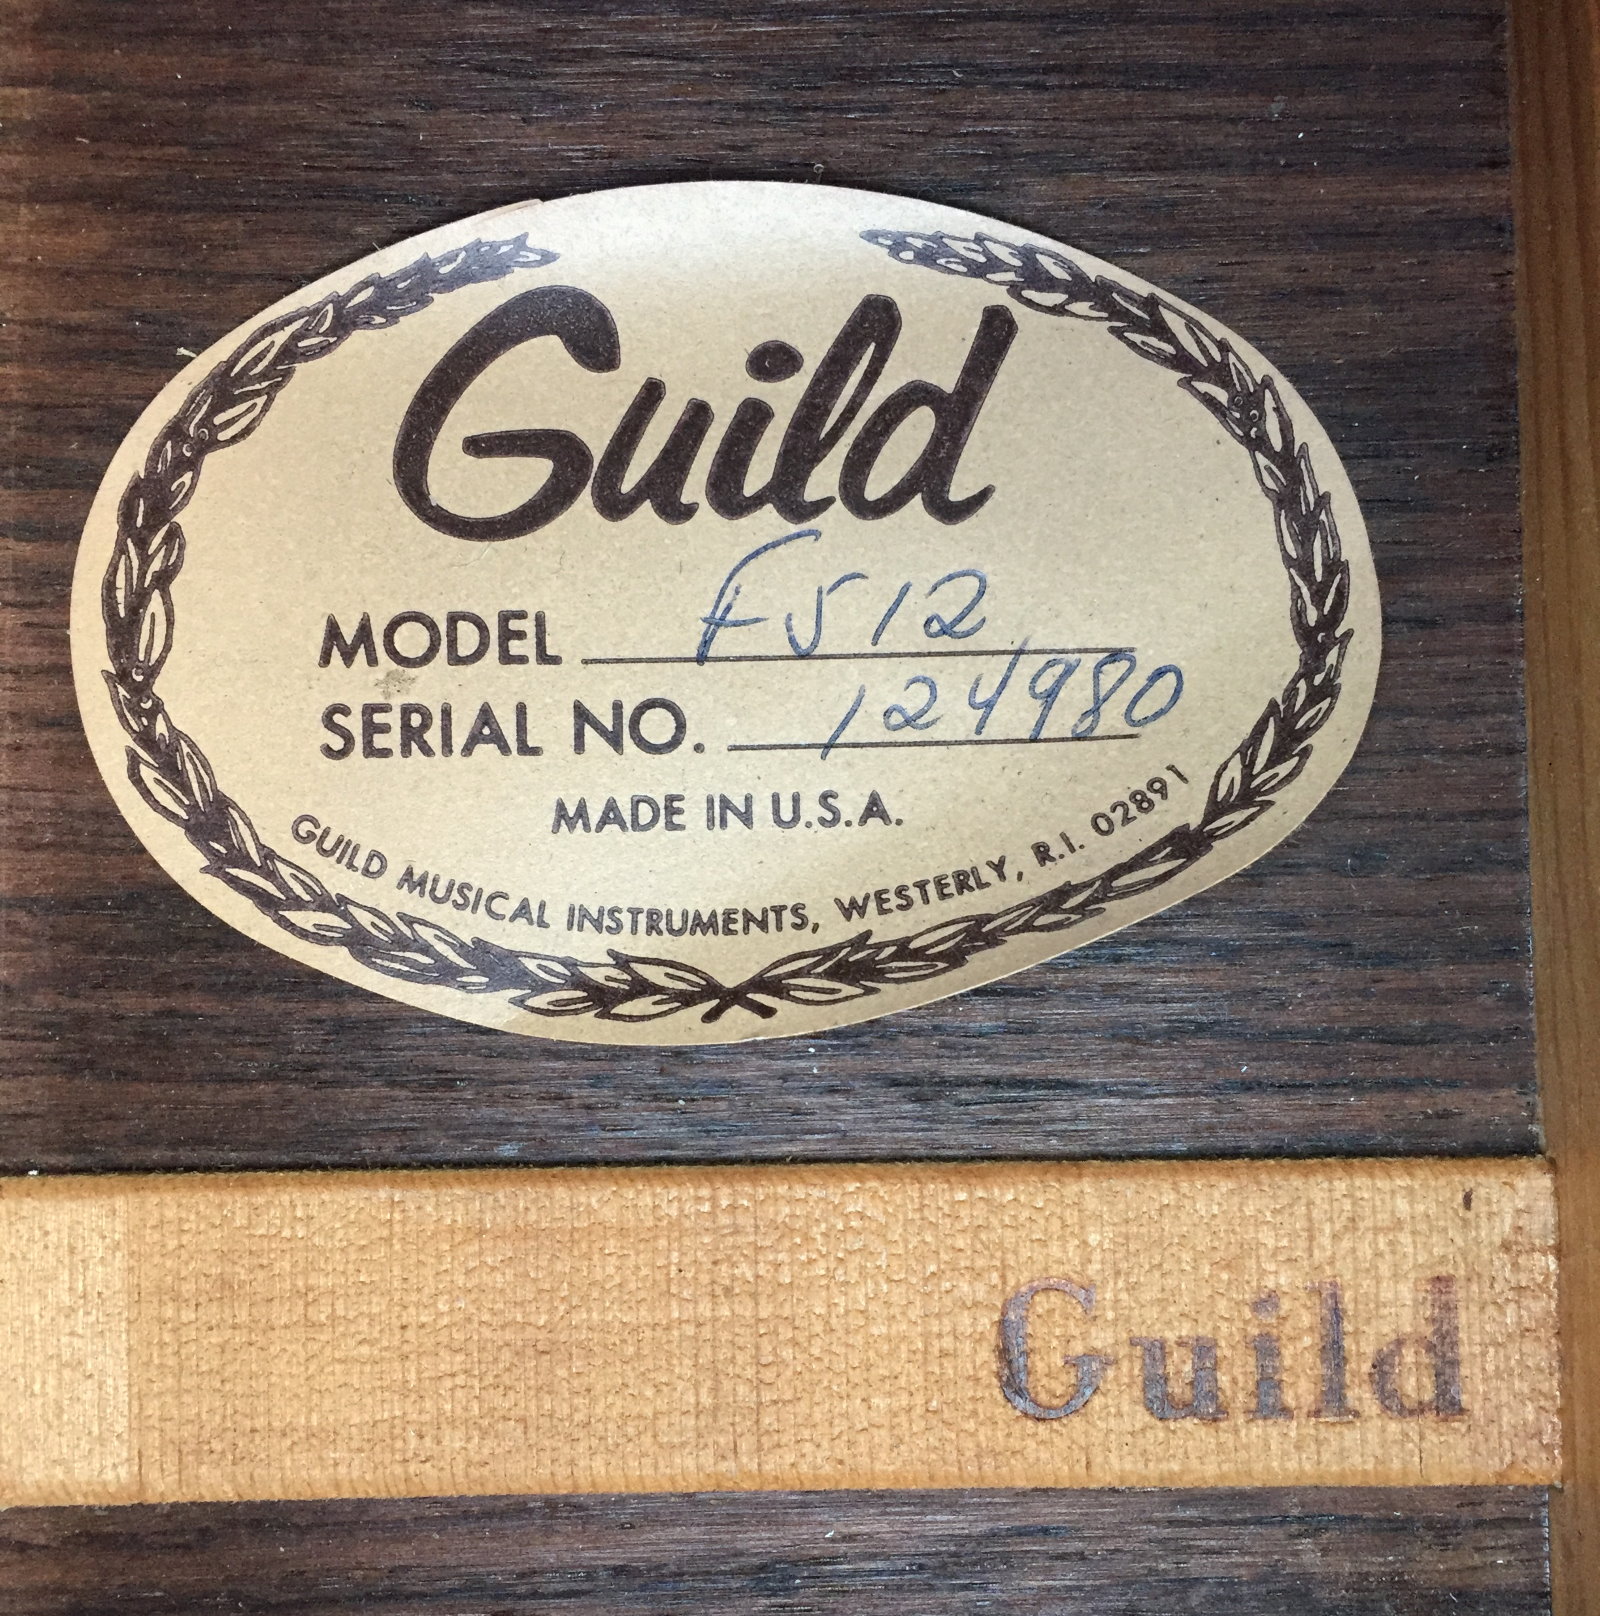 Guild
MODEL F512
SERIAL NO. 124980
MADE IN U.S.A.
GUILD MUSICAL INSTRUMENTS, WESTERLY, R.I. 02891
Guild